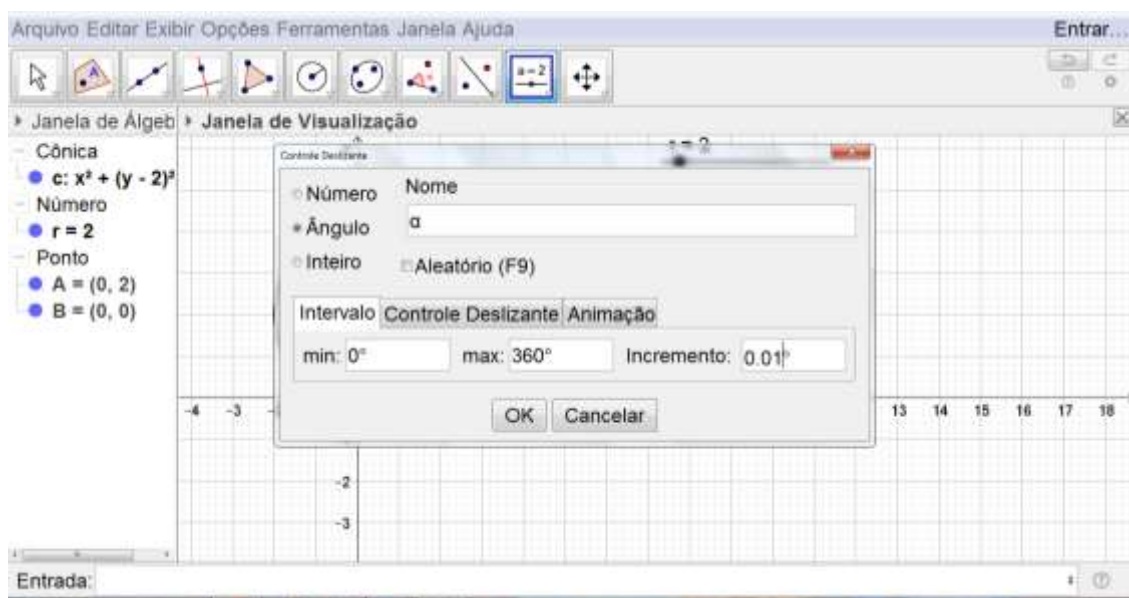 Arquivo Editar Exibir Opções Ferramentas Janela Ajuda Entrar...
a=2
Janela de Álgeb Janela de Visualização
Cônica
c: x² + (y - 2)²
Número
r = 2
Ponto
A = (0, 2)
B = (0, 0)
r = 2
Controle Deslizante
Número
Ângulo
Inteiro
Nome
α
Aleatório (F9)
Intervalo Controle Deslizante Animação
min: 0° max: 360° Incremento: 0.01°
OK Cancelar
-4 -3 13 14 15 16 17 18
-2
-3
Entrada: